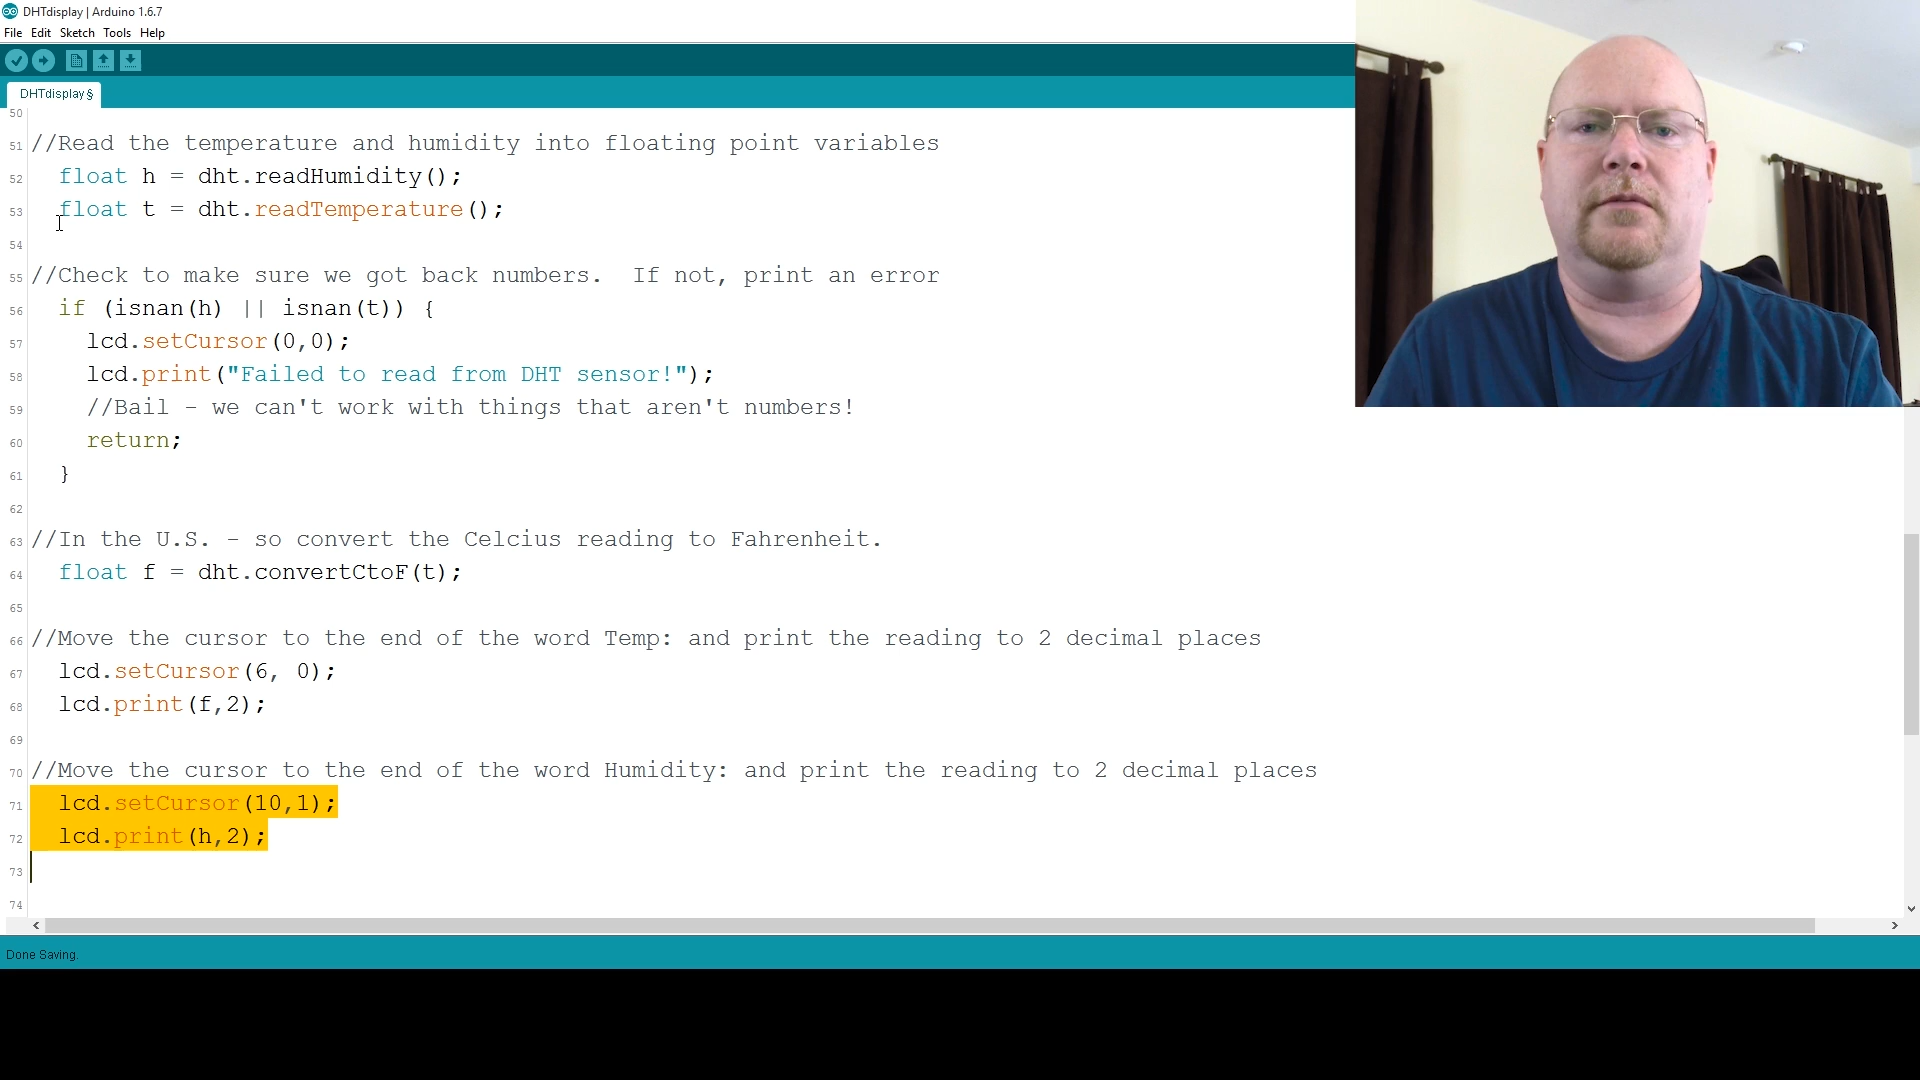 DHTdisplay | Arduino 1.6.7
File Edit Sketch Tools Help
DHTdisplay §
50
51 //Read the temperature and humidity into floating point variables
52 float h = dht.readHumidity();
53 float t = dht.readTemperature();
54
55 //Check to make sure we got back numbers.  If not, print an error
56 if (isnan(h) || isnan(t)) {
57 lcd.setCursor(0,0);
58 lcd.print("Failed to read from DHT sensor!");
59 //Bail - we can't work with things that aren't numbers!
60 return;
61 }
62
63 //In the U.S. - so convert the Celcius reading to Fahrenheit.
64 float f = dht.convertCtoF(t);
65
66 //Move the cursor to the end of the word Temp: and print the reading to 2 decimal places
67 lcd.setCursor(6, 0);
68 lcd.print(f,2);
69
70 //Move the cursor to the end of the word Humidity: and print the reading to 2 decimal places
71 lcd.setCursor(10,1);
72 lcd.print(h,2);
73
74
Done Saving.